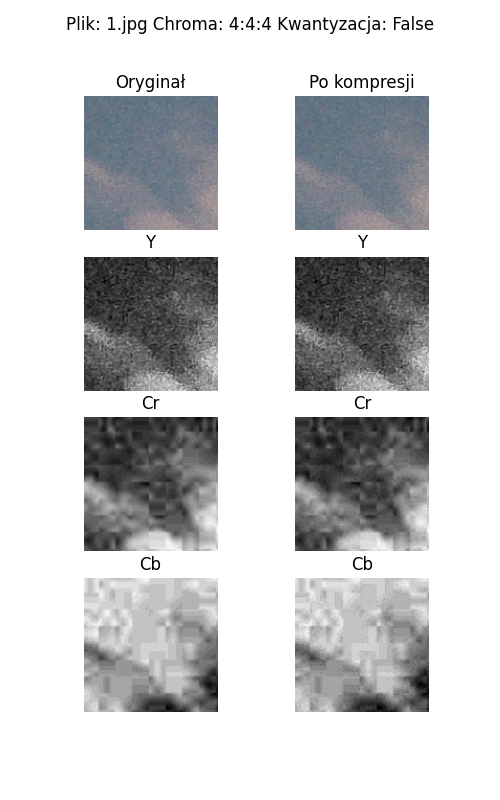 Plik: 1.jpg Chroma: 4:4:4 Kwantyzacja: False
Oryginał
Po kompresji
Y
Y
Cr
Cr
Cb
Cb